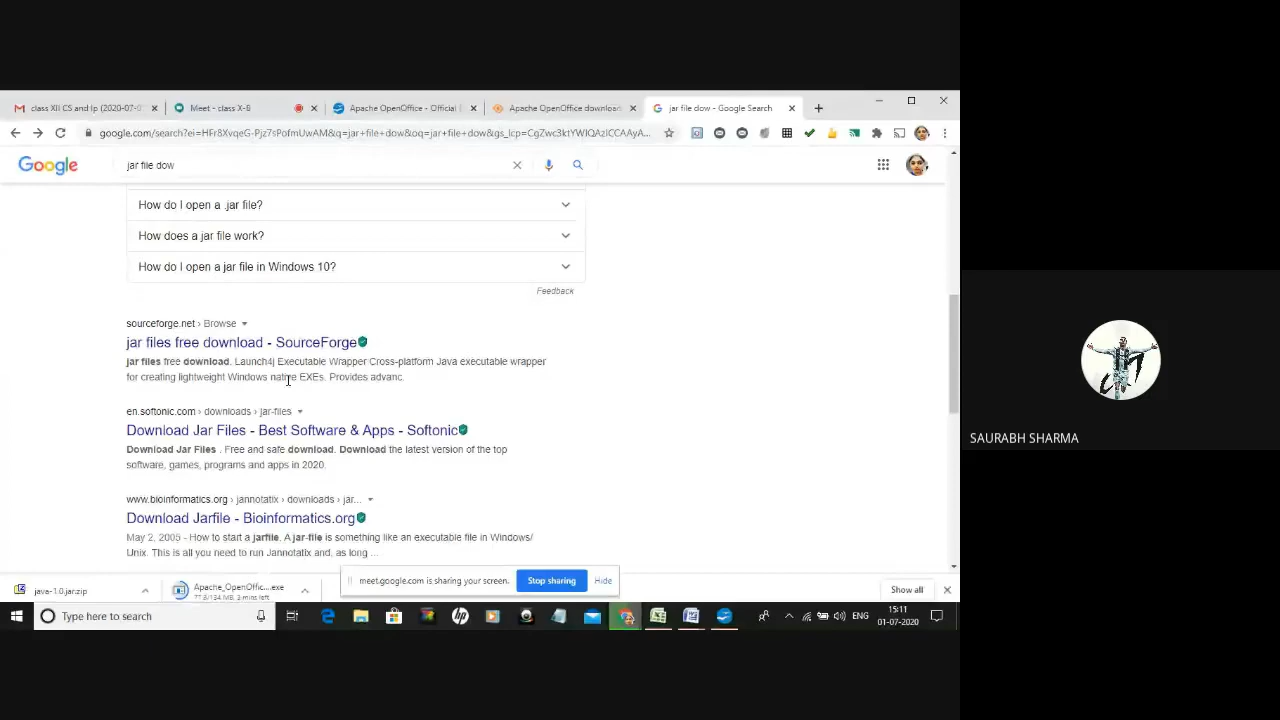 class XII CS and Ip (2020-07-0
Meet - class X-B
Apache OpenOffice - Official
Apache OpenOffice download
jar file dow - Google Search
google.com/search?ei=HFr8XvqeG-Pjz7sPofmUwAM&q=jar+file+dow&oq=jar+file+dow&gs_lcp=CgZwc3ktYWIQAzICCAAyA...
Google
jar file dow
How do I open a .jar file?
How does a jar file work?
How do I open a jar file in Windows 10?
Feedback
sourceforge.net › Browse
jar files free download - SourceForge
jar files free download. Launch4j Executable Wrapper Cross-platform Java executable wrapper
for creating lightweight Windows native EXEs. Provides advanc.
en.softonic.com › downloads › jar-files
Download Jar Files - Best Software & Apps - Softonic
Download Jar Files . Free and safe download. Download the latest version of the top
software, games, programs and apps in 2020.
www.bioinformatics.org › jannotatix › downloads › jar...
Download Jarfile - Bioinformatics.org
May 2, 2005 - How to start a jarfile. A jar-file is something like an executable file in Windows/
Unix. This is all you need to run Jannotatix and, as long ...
java-1.0.jar.zip
Apache_OpenOffic...exe
77.3/134 MB, 2 mins left
meet.google.com is sharing your screen.
Stop sharing
Hide
Show all
Type here to search
ENG
15:11
01-07-2020
SAURABH SHARMA